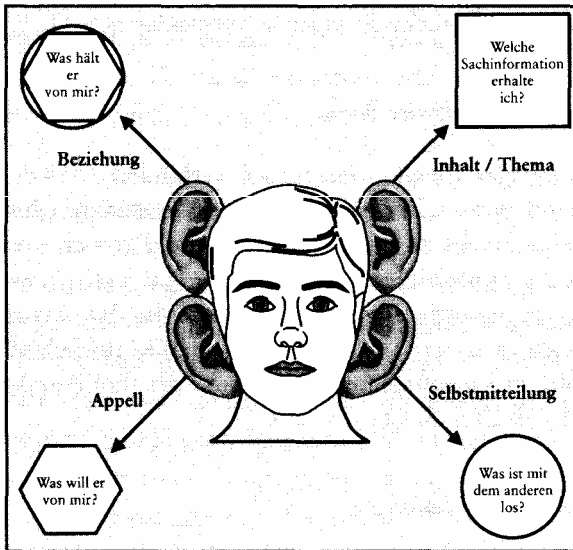 Was hält
er
von mir?
Welche
Sachinformation
erhalte
ich?
Beziehung
Inhalt / Thema
Appell
Selbstmitteilung
Was will er
von mir?
Was ist mit
dem anderen
los?